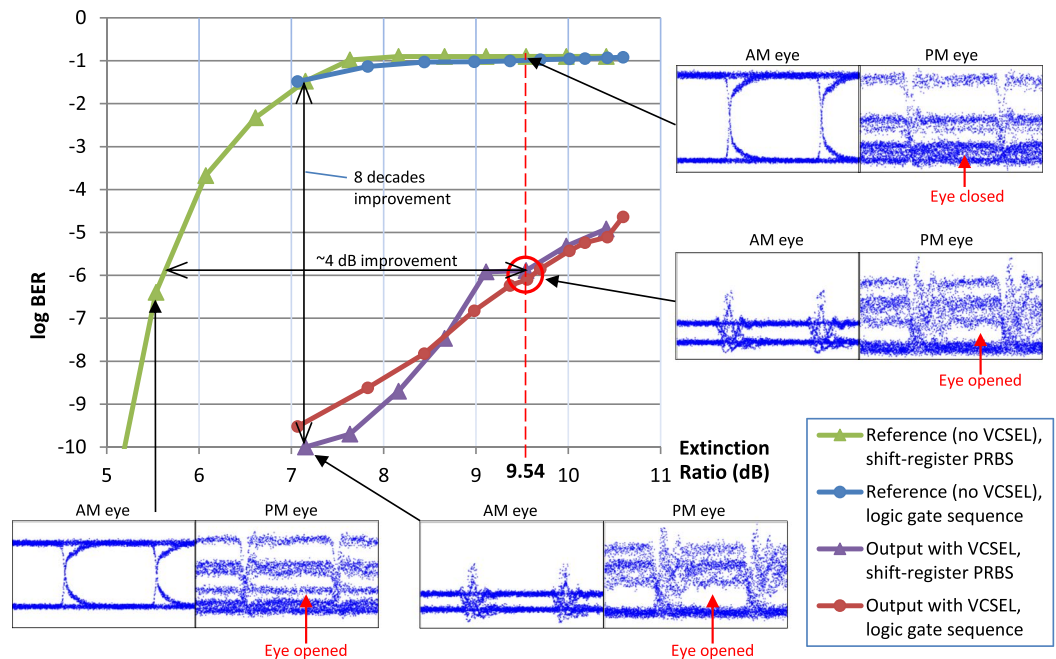 0
-1
-2
-3
-4
-5
-6
-7
-8
-9
-10
log BER
5
6
7
8
9
9.54
10
11
Extinction
Ratio (dB)
8 decades
improvement
~4 dB improvement
AM eye PM eye
Eye closed
AM eye PM eye
Eye opened
AM eye PM eye
Eye opened
AM eye PM eye
Eye opened
Reference (no VCSEL),
shift-register PRBS
Reference (no VCSEL),
logic gate sequence
Output with VCSEL,
shift-register PRBS
Output with VCSEL,
logic gate sequence